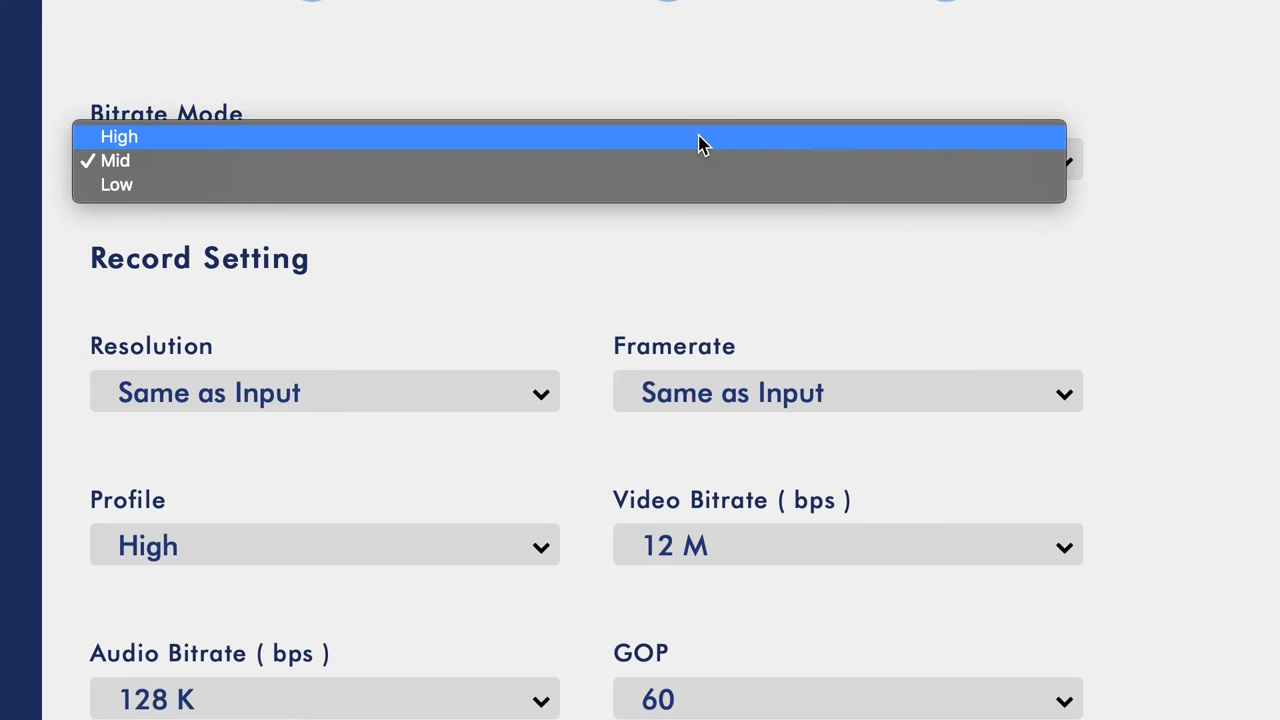 Bitrate Mode
High
Mid
Low
Record Setting
Resolution
Framerate
Same as Input
Same as Input
Profile
Video Bitrate ( bps )
High
12 M
Audio Bitrate ( bps )
GOP
128 K
60